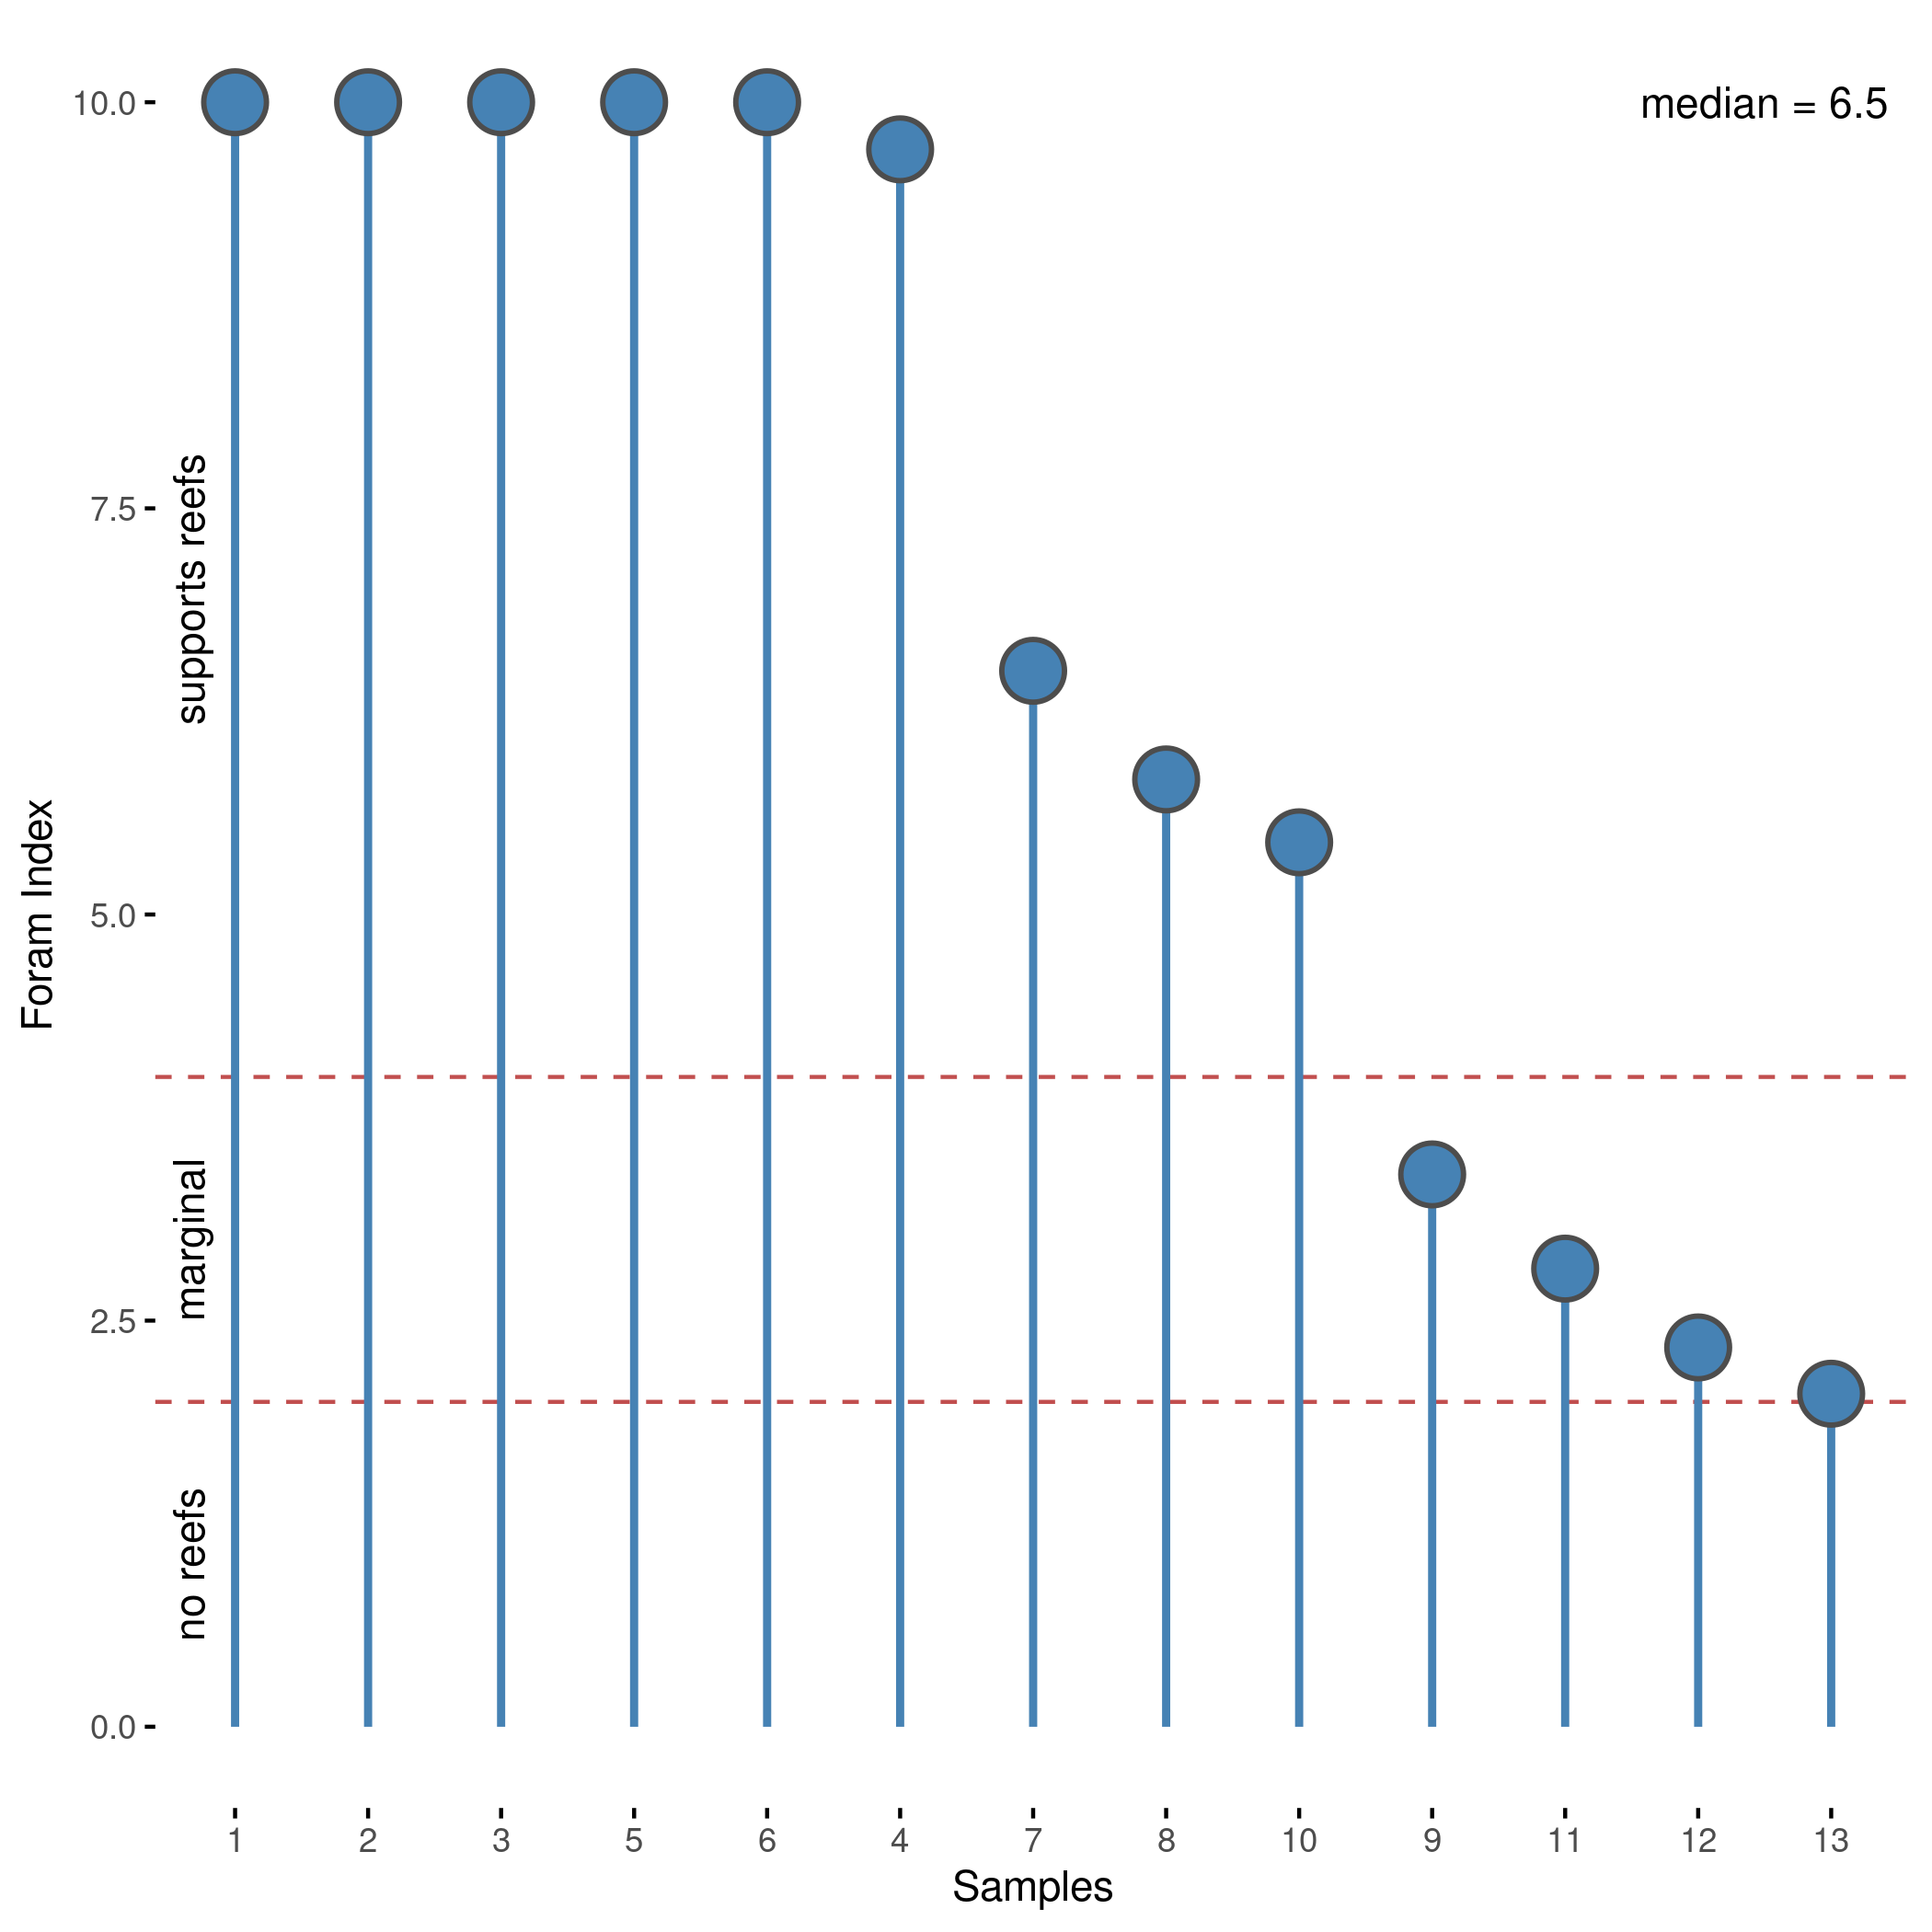 median = 6.5
Foram Index
10.0
7.5
5.0
2.5
0.0
supports reefs
marginal
no reefs
1 2 3 5 6 4 7 8 10 9 11 12 13
Samples